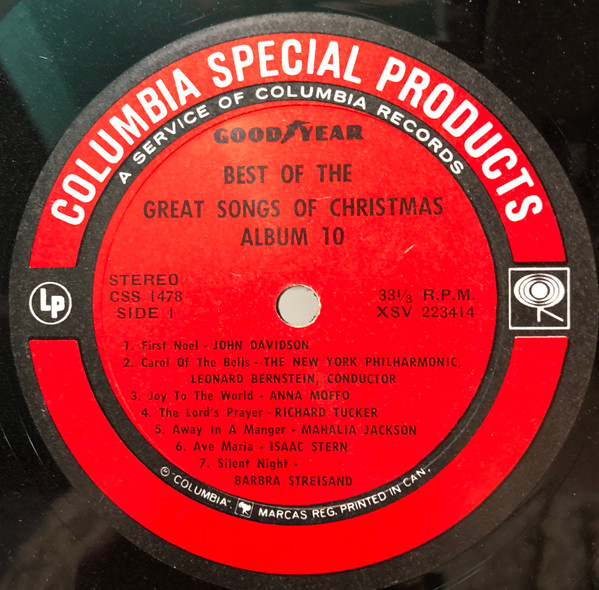 COLUMBIA SPECIAL PRODUCTS
A SERVICE OF COLUMBIA RECORDS
GOODYEAR
BEST OF THE
GREAT SONGS OF CHRISTMAS
ALBUM 10
STEREO
CSS 1478
SIDE 1
33⅓ R.P.M.
XSV 223414
LP
1. First Noel - JOHN DAVIDSON
2. Carol Of The Bells - THE NEW YORK PHILHARMONIC,
LEONARD BERNSTEIN, CONDUCTOR
3. Joy To The World - ANNA MOFFO
4. The Lord's Prayer - RICHARD TUCKER
5. Away In A Manger - MAHALIA JACKSON
6. Ave Maria - ISAAC STERN
7. Silent Night -
BARBRA STREISAND
© "COLUMBIA", MARCAS REG. PRINTED IN CAN.